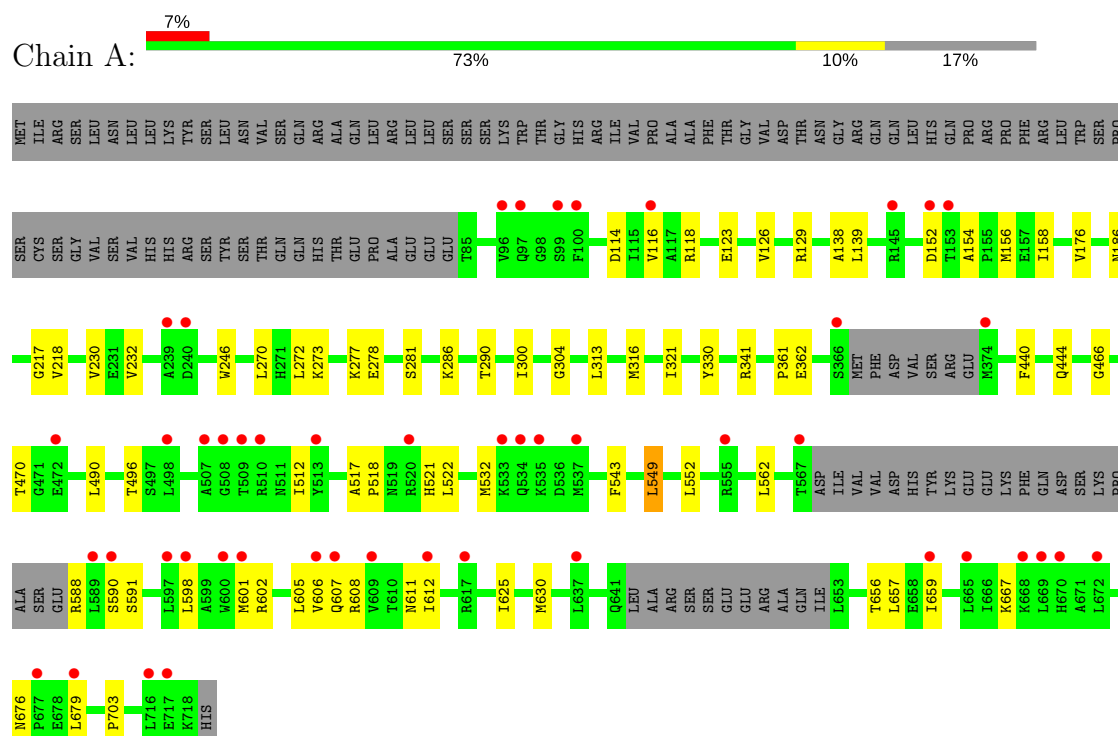 7%
Chain A:
73% 10% 17%
MET ILE ARG SER LEU ASN LEU LEU LYS TYR SER LEU ASN VAL SER GLN ARG ALA GLN LEU ARG LEU LEU SER SER SER LYS TRP THR GLY HIS ARG ILE VAL PRO ALA ALA PHE THR GLY VAL ASP THR ASN GLY ARG GLN GLN LEU HIS GLN PRO ARG PRO PHE ARG LEU TRP SER PRO
SER CYS SER GLY VAL SER VAL HIS HIS ARG SER TYR SER THR GLN GLN HIS THR GLU PRO ALA GLU GLU GLU T85 V96 Q97 G98 S99 F100 D114 I115 V116 A117 R118 E123 V126 R129 A138 L139 R145 D152 T153 A154 P155 M156 E157 I158 V176 N186
G217 V218 V230 E231 V232 A239 D240 W246 L270 H271 L272 K273 K277 E278 S281 K286 T290 I300 G304 L313 M316 I321 Y330 R341 P361 E362 S366 MET PHE ASP VAL SER ARG GLU M374 F440 Q444 G466
T470 G471 E472 L490 T496 S497 L498 A507 G508 T509 R510 N511 I512 Y513 A517 P518 N519 R520 H521 L522 M532 K533 Q534 K535 D536 M537 F543 L549 L552 R555 L562 T567 ASP ILE VAL VAL ASP HIS TYR LYS GLU GLU LYS PHE GLN ASP SER LYS PRO
ALA SER GLU R588 L589 S590 S591 L597 L598 A599 W600 M601 R602 L605 V606 Q607 R608 V609 T610 N611 I612 R617 I625 M630 L637 Q641 LEU ALA ARG SER SER GLU GLU ARG ALA GLN ILE L653 T656 L657 E658 I659 L665 I666 K667 K668 L669 H670 A671 L672
N676 P677 E678 L679 P703 L716 E717 K718 HIS